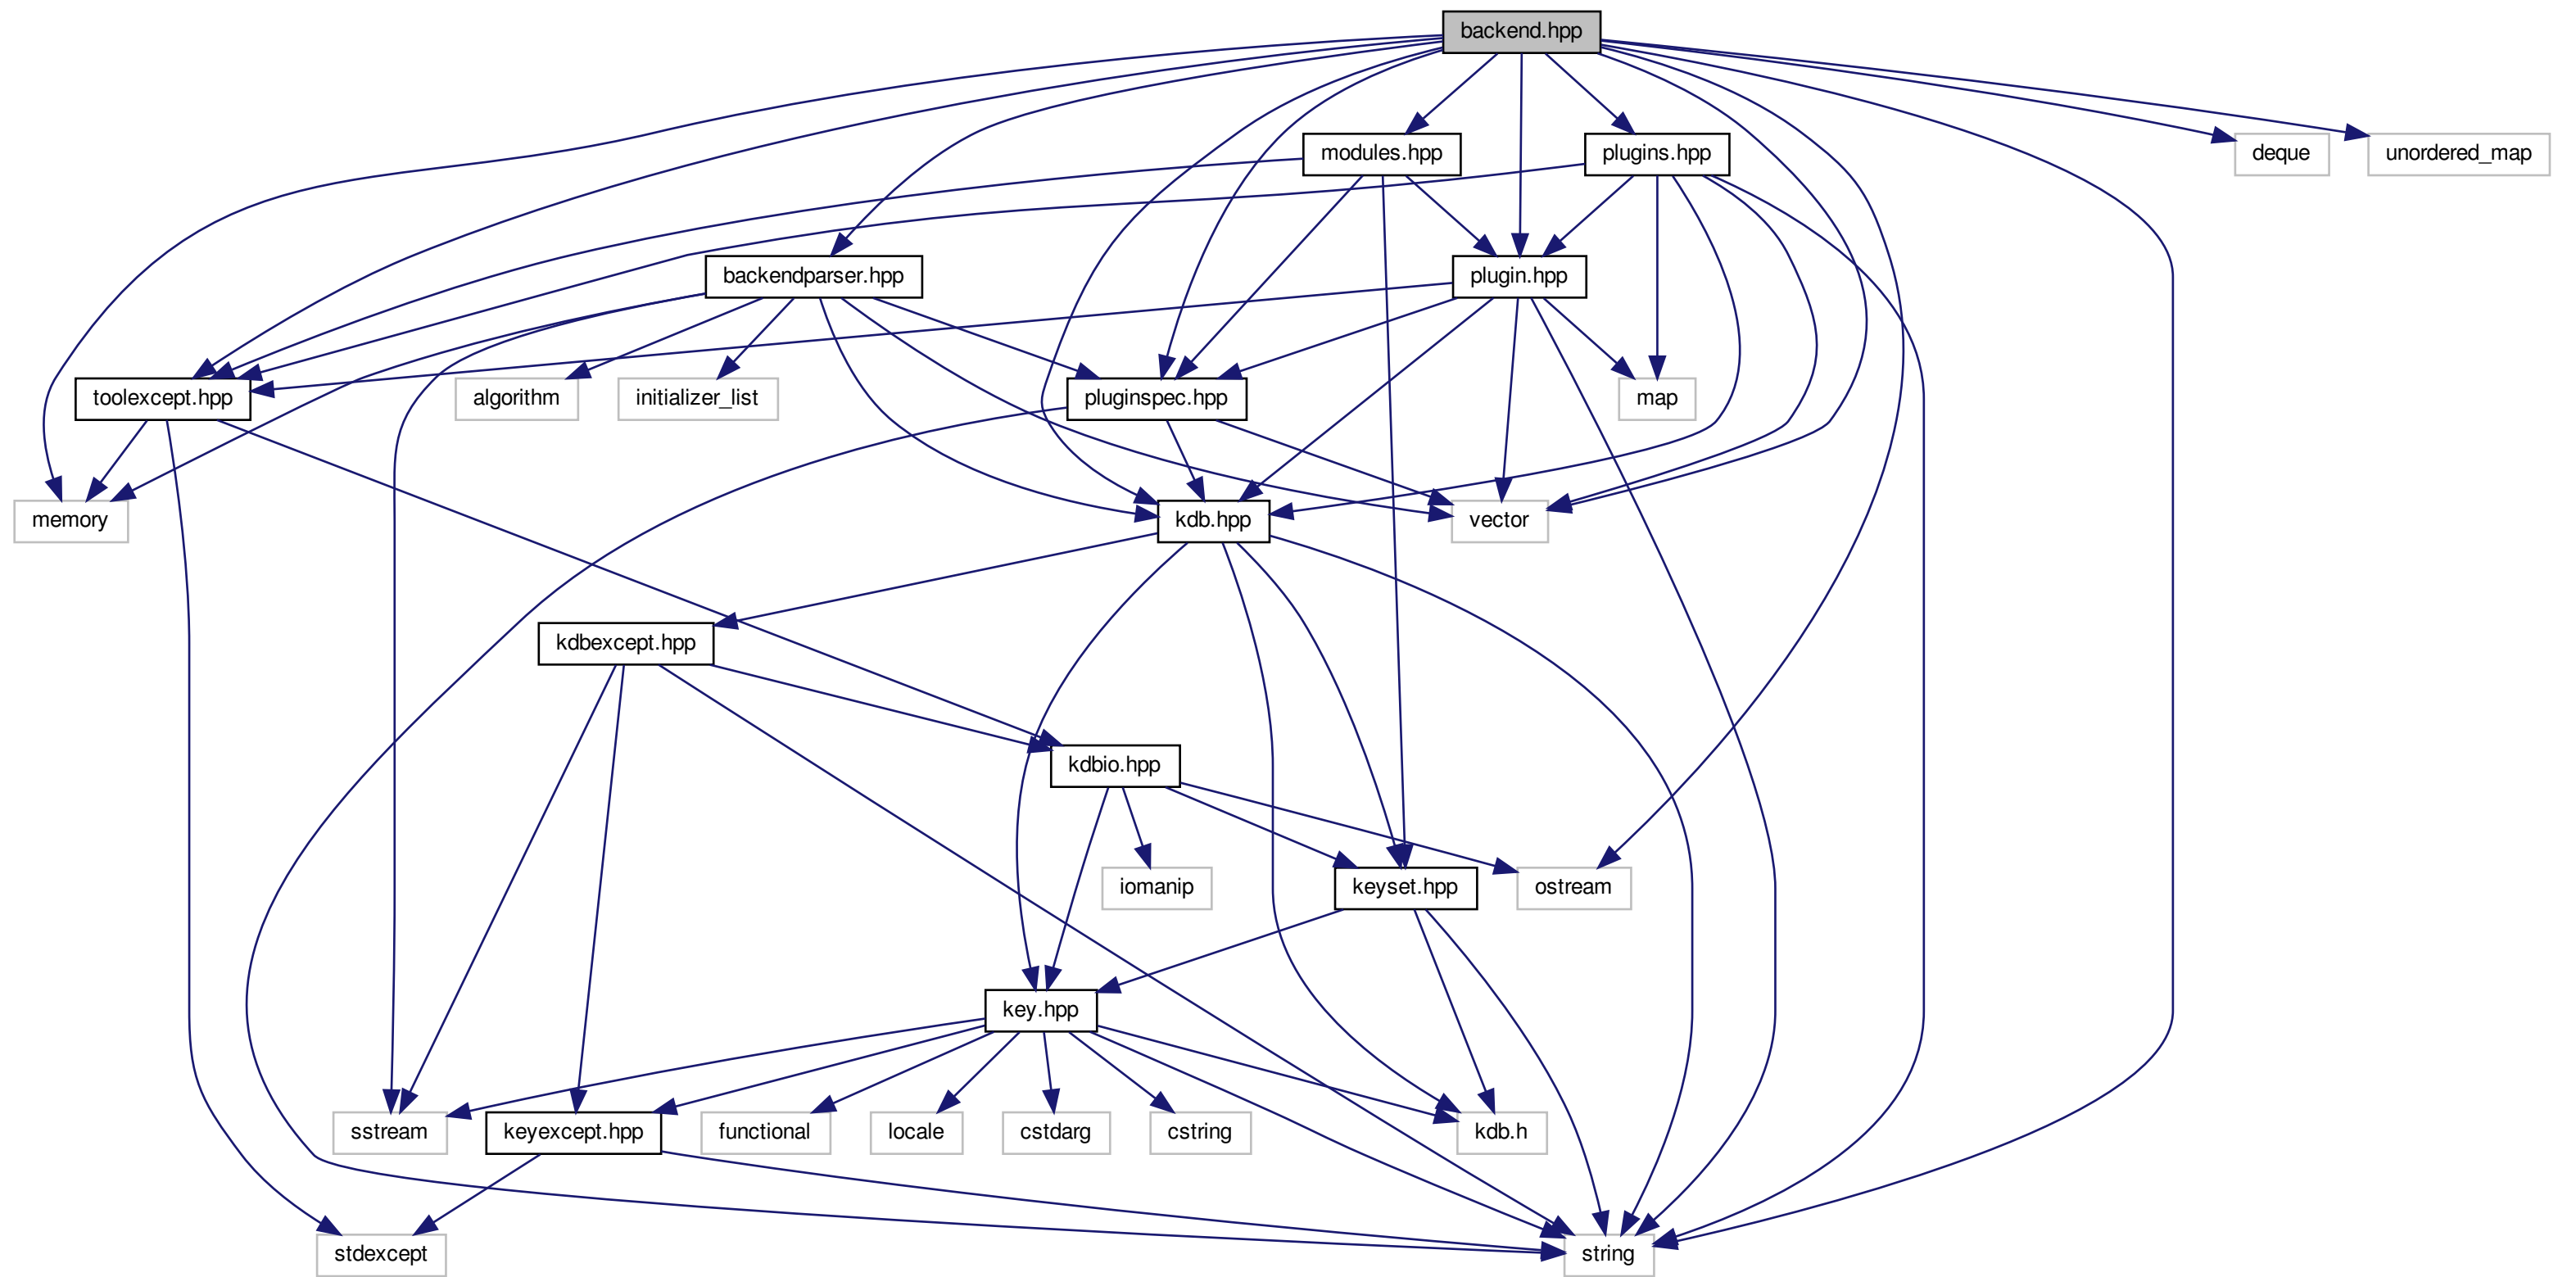 backend.hpp
modules.hpp
plugins.hpp
deque
unordered_map
backendparser.hpp
plugin.hpp
toolexcept.hpp
algorithm
initializer_list
pluginspec.hpp
map
memory
kdb.hpp
vector
kdbexcept.hpp
kdbio.hpp
iomanip
keyset.hpp
ostream
key.hpp
sstream
keyexcept.hpp
functional
locale
cstdarg
cstring
kdb.h
stdexcept
string